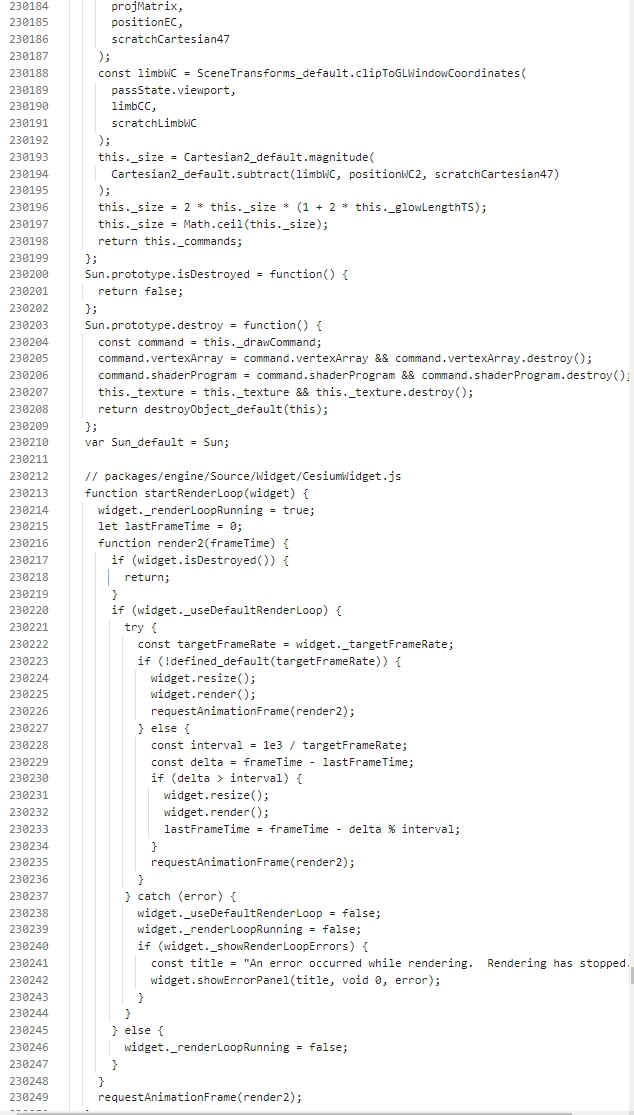 230184 projMatrix,
230185 positionEC,
230186 scratchCartesian47
230187 );
230188 const limbWC = SceneTransforms_default.clipToGLWindowCoordinates(
230189 passState.viewport,
230190 limbCC,
230191 scratchLimbWC
230192 );
230193 this._size = Cartesian2_default.magnitude(
230194 Cartesian2_default.subtract(limbWC, positionWC2, scratchCartesian47)
230195 );
230196 this._size = 2 * this._size * (1 + 2 * this._glowLengthTS);
230197 this._size = Math.ceil(this._size);
230198 return this._commands;
230199 };
230200 Sun.prototype.isDestroyed = function() {
230201 return false;
230202 };
230203 Sun.prototype.destroy = function() {
230204 const command = this._drawCommand;
230205 command.vertexArray = command.vertexArray && command.vertexArray.destroy();
230206 command.shaderProgram = command.shaderProgram && command.shaderProgram.destroy();
230207 this._texture = this._texture && this._texture.destroy();
230208 return destroyObject_default(this);
230209 };
230210 var Sun_default = Sun;
230211
230212 // packages/engine/Source/Widget/CesiumWidget.js
230213 function startRenderLoop(widget) {
230214 widget._renderLoopRunning = true;
230215 let lastFrameTime = 0;
230216 function render2(frameTime) {
230217 if (widget.isDestroyed()) {
230218 return;
230219 }
230220 if (widget._useDefaultRenderLoop) {
230221 try {
230222 const targetFrameRate = widget._targetFrameRate;
230223 if (!defined_default(targetFrameRate)) {
230224 widget.resize();
230225 widget.render();
230226 requestAnimationFrame(render2);
230227 } else {
230228 const interval = 1e3 / targetFrameRate;
230229 const delta = frameTime - lastFrameTime;
230230 if (delta > interval) {
230231 widget.resize();
230232 widget.render();
230233 lastFrameTime = frameTime - delta % interval;
230234 }
230235 requestAnimationFrame(render2);
230236 }
230237 } catch (error) {
230238 widget._useDefaultRenderLoop = false;
230239 widget._renderLoopRunning = false;
230240 if (widget._showRenderLoopErrors) {
230241 const title = "An error occurred while rendering.  Rendering has stopped.
230242 widget.showErrorPanel(title, void 0, error);
230243 }
230244 }
230245 } else {
230246 widget._renderLoopRunning = false;
230247 }
230248 }
230249 requestAnimationFrame(render2);